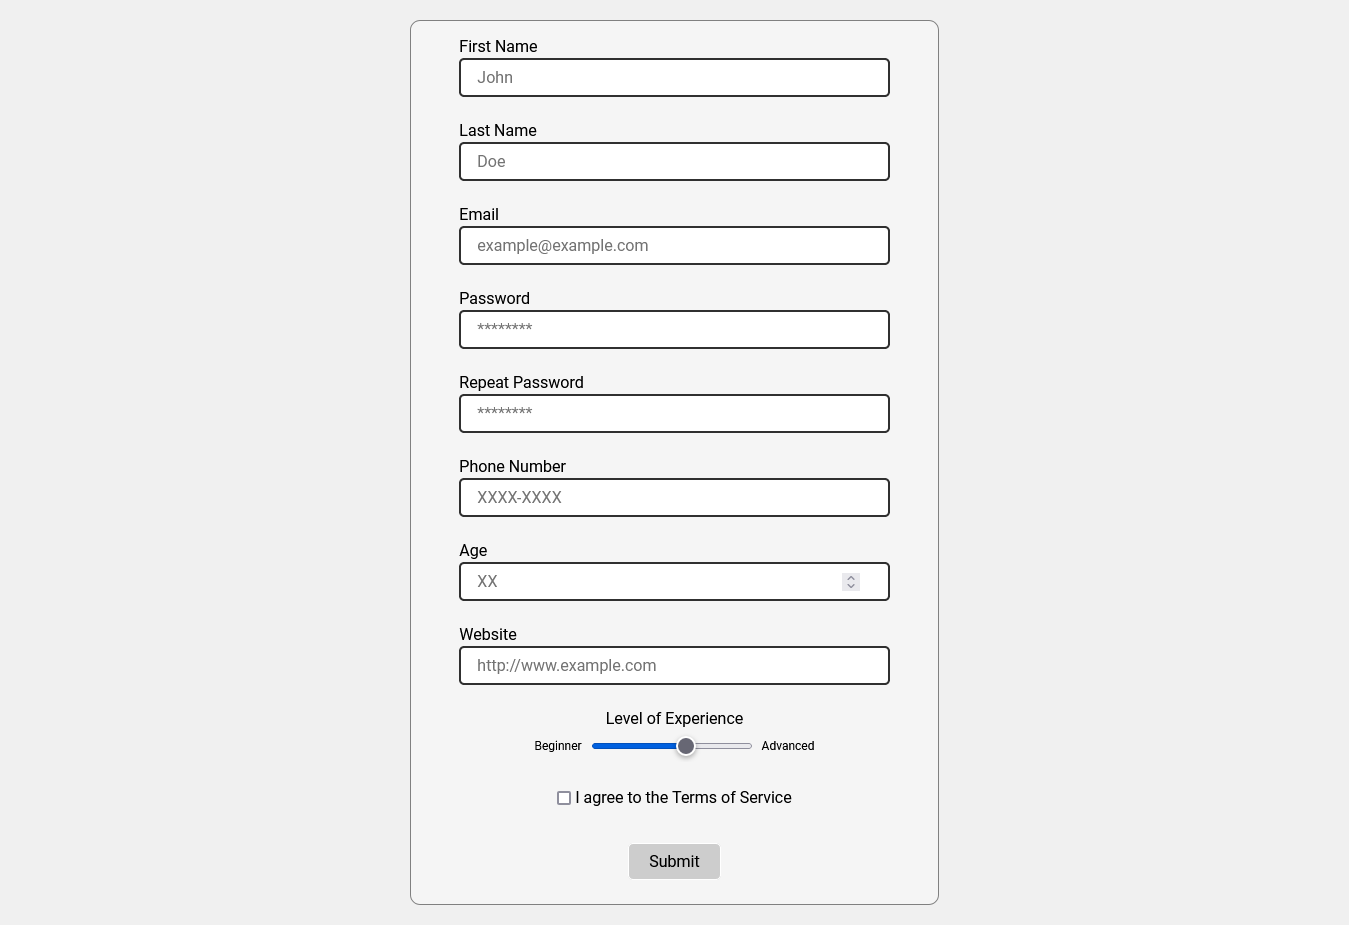 First Name
John
Last Name
Doe
Email
example@example.com
Password
********
Repeat Password
********
Phone Number
XXXX-XXXX
Age
XX
Website
http://www.example.com
Level of Experience
Beginner Advanced
I agree to the Terms of Service
Submit